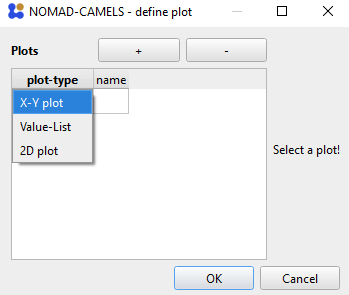 NOMAD-CAMELS - define plot
Plots
+
-
plot-type name
X-Y plot
Value-List
2D plot
Select a plot!
OK
Cancel